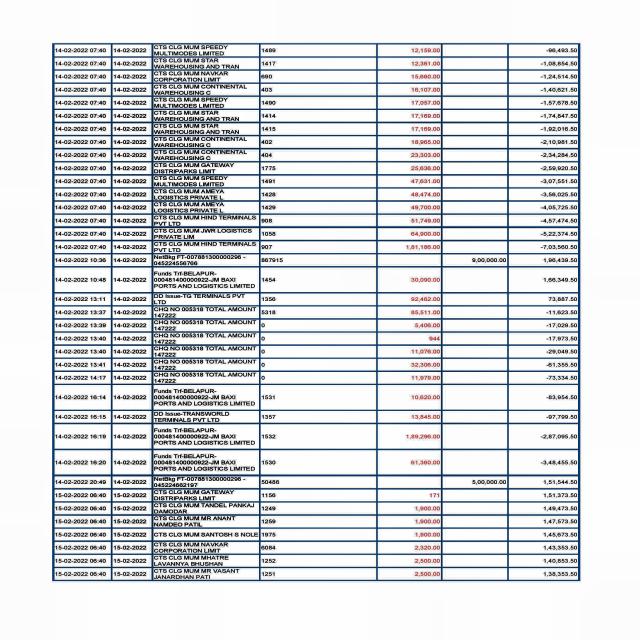 14-02-2022 07:40 14-02-2022 CTS CLG MUM SPEEDY MULTIMODES LIMITED 1489 12,159.00 -96,493.50
14-02-2022 07:40 14-02-2022 CTS CLG MUM STAR WAREHOUSING AND TRAN 1417 12,361.00 -1,08,854.50
14-02-2022 07:40 14-02-2022 CTS CLG MUM NAVKAR CORPORATION LIMIT 690 15,660.00 -1,24,514.50
14-02-2022 07:40 14-02-2022 CTS CLG MUM CONTINENTAL WAREHOUSING C 403 16,107.00 -1,40,621.50
14-02-2022 07:40 14-02-2022 CTS CLG MUM SPEEDY MULTIMODES LIMITED 1490 17,057.00 -1,57,678.50
14-02-2022 07:40 14-02-2022 CTS CLG MUM STAR WAREHOUSING AND TRAN 1414 17,169.00 -1,74,847.50
14-02-2022 07:40 14-02-2022 CTS CLG MUM STAR WAREHOUSING AND TRAN 1415 17,169.00 -1,92,016.50
14-02-2022 07:40 14-02-2022 CTS CLG MUM CONTINENTAL WAREHOUSING C 402 18,965.00 -2,10,981.50
14-02-2022 07:40 14-02-2022 CTS CLG MUM CONTINENTAL WAREHOUSING C 404 23,303.00 -2,34,284.50
14-02-2022 07:40 14-02-2022 CTS CLG MUM GATEWAY DISTRIPARKS LIMIT 1775 25,636.00 -2,59,920.50
14-02-2022 07:40 14-02-2022 CTS CLG MUM SPEEDY MULTIMODES LIMITED 1491 47,631.00 -3,07,551.50
14-02-2022 07:40 14-02-2022 CTS CLG MUM AMEYA LOGISTICS PRIVATE L 1428 48,474.00 -3,56,025.50
14-02-2022 07:40 14-02-2022 CTS CLG MUM AMEYA LOGISTICS PRIVATE L 1429 49,700.00 -4,05,725.50
14-02-2022 07:40 14-02-2022 CTS CLG MUM HIND TERMINALS PVT LTD 908 51,749.00 -4,57,474.50
14-02-2022 07:40 14-02-2022 CTS CLG MUM JWR LOGISTICS PRIVATE LIM 1058 64,900.00 -5,22,374.50
14-02-2022 07:40 14-02-2022 CTS CLG MUM HIND TERMINALS PVT LTD 907 1,81,186.00 -7,03,560.50
14-02-2022 10:36 14-02-2022 NetBkg FT-007881300000296 - 045224556766 867915 9,00,000.00 1,96,439.50
14-02-2022 10:48 14-02-2022 Funds Trf-BELAPUR-000481400000922-JM BAXI PORTS AND LOGISTICS LIMITED 1454 30,090.00 1,66,349.50
14-02-2022 13:11 14-02-2022 DD Issue-TG TERMINALS PVT LTD 1356 92,462.00 73,887.50
14-02-2022 13:37 14-02-2022 CHQ NO 005318 TOTAL AMOUNT 147222 5318 85,511.00 -11,623.50
14-02-2022 13:39 14-02-2022 CHQ NO 005318 TOTAL AMOUNT 147222 0 5,406.00 -17,029.50
14-02-2022 13:40 14-02-2022 CHQ NO 005318 TOTAL AMOUNT 147222 0 944 -17,973.50
14-02-2022 13:40 14-02-2022 CHQ NO 005318 TOTAL AMOUNT 147222 0 11,076.00 -29,049.50
14-02-2022 13:41 14-02-2022 CHQ NO 005318 TOTAL AMOUNT 147222 0 32,306.00 -61,355.50
14-02-2022 14:17 14-02-2022 CHQ NO 005318 TOTAL AMOUNT 147222 0 11,979.00 -73,334.50
14-02-2022 16:14 14-02-2022 Funds Trf-BELAPUR-000481400000922-JM BAXI PORTS AND LOGISTICS LIMITED 1531 10,620.00 -83,954.50
14-02-2022 16:15 14-02-2022 DD Issue-TRANSWORLD TERMINALS PVT LTD 1357 13,845.00 -97,799.50
14-02-2022 16:19 14-02-2022 Funds Trf-BELAPUR-000481400000922-JM BAXI PORTS AND LOGISTICS LIMITED 1532 1,89,296.00 -2,87,095.50
14-02-2022 16:20 14-02-2022 Funds Trf-BELAPUR-000481400000922-JM BAXI PORTS AND LOGISTICS LIMITED 1530 61,360.00 -3,48,455.50
14-02-2022 20:49 14-02-2022 NetBkg FT-007881300000296 - 045224662197 50486 5,00,000.00 1,51,544.50
15-02-2022 06:40 15-02-2022 CTS CLG MUM GATEWAY DISTRIPARKS LIMIT 1156 171 1,51,373.50
15-02-2022 06:40 15-02-2022 CTS CLG MUM TANDEL PANKAJ DAMODAR 1249 1,900.00 1,49,473.50
15-02-2022 06:40 15-02-2022 CTS CLG MUM MR ANANT NAMDEO PATIL 1259 1,900.00 1,47,573.50
15-02-2022 06:40 15-02-2022 CTS CLG MUM SANTOSH S NOLE 1975 1,900.00 1,45,673.50
15-02-2022 06:40 15-02-2022 CTS CLG MUM NAVKAR CORPORATION LIMIT 6084 2,320.00 1,43,353.50
15-02-2022 06:40 15-02-2022 CTS CLG MUM MHATRE LAVANNYA BHUSHAN 1252 2,500.00 1,40,853.50
15-02-2022 06:40 15-02-2022 CTS CLG MUM MR VASANT JANARDHAN PATI 1251 2,500.00 1,38,353.50